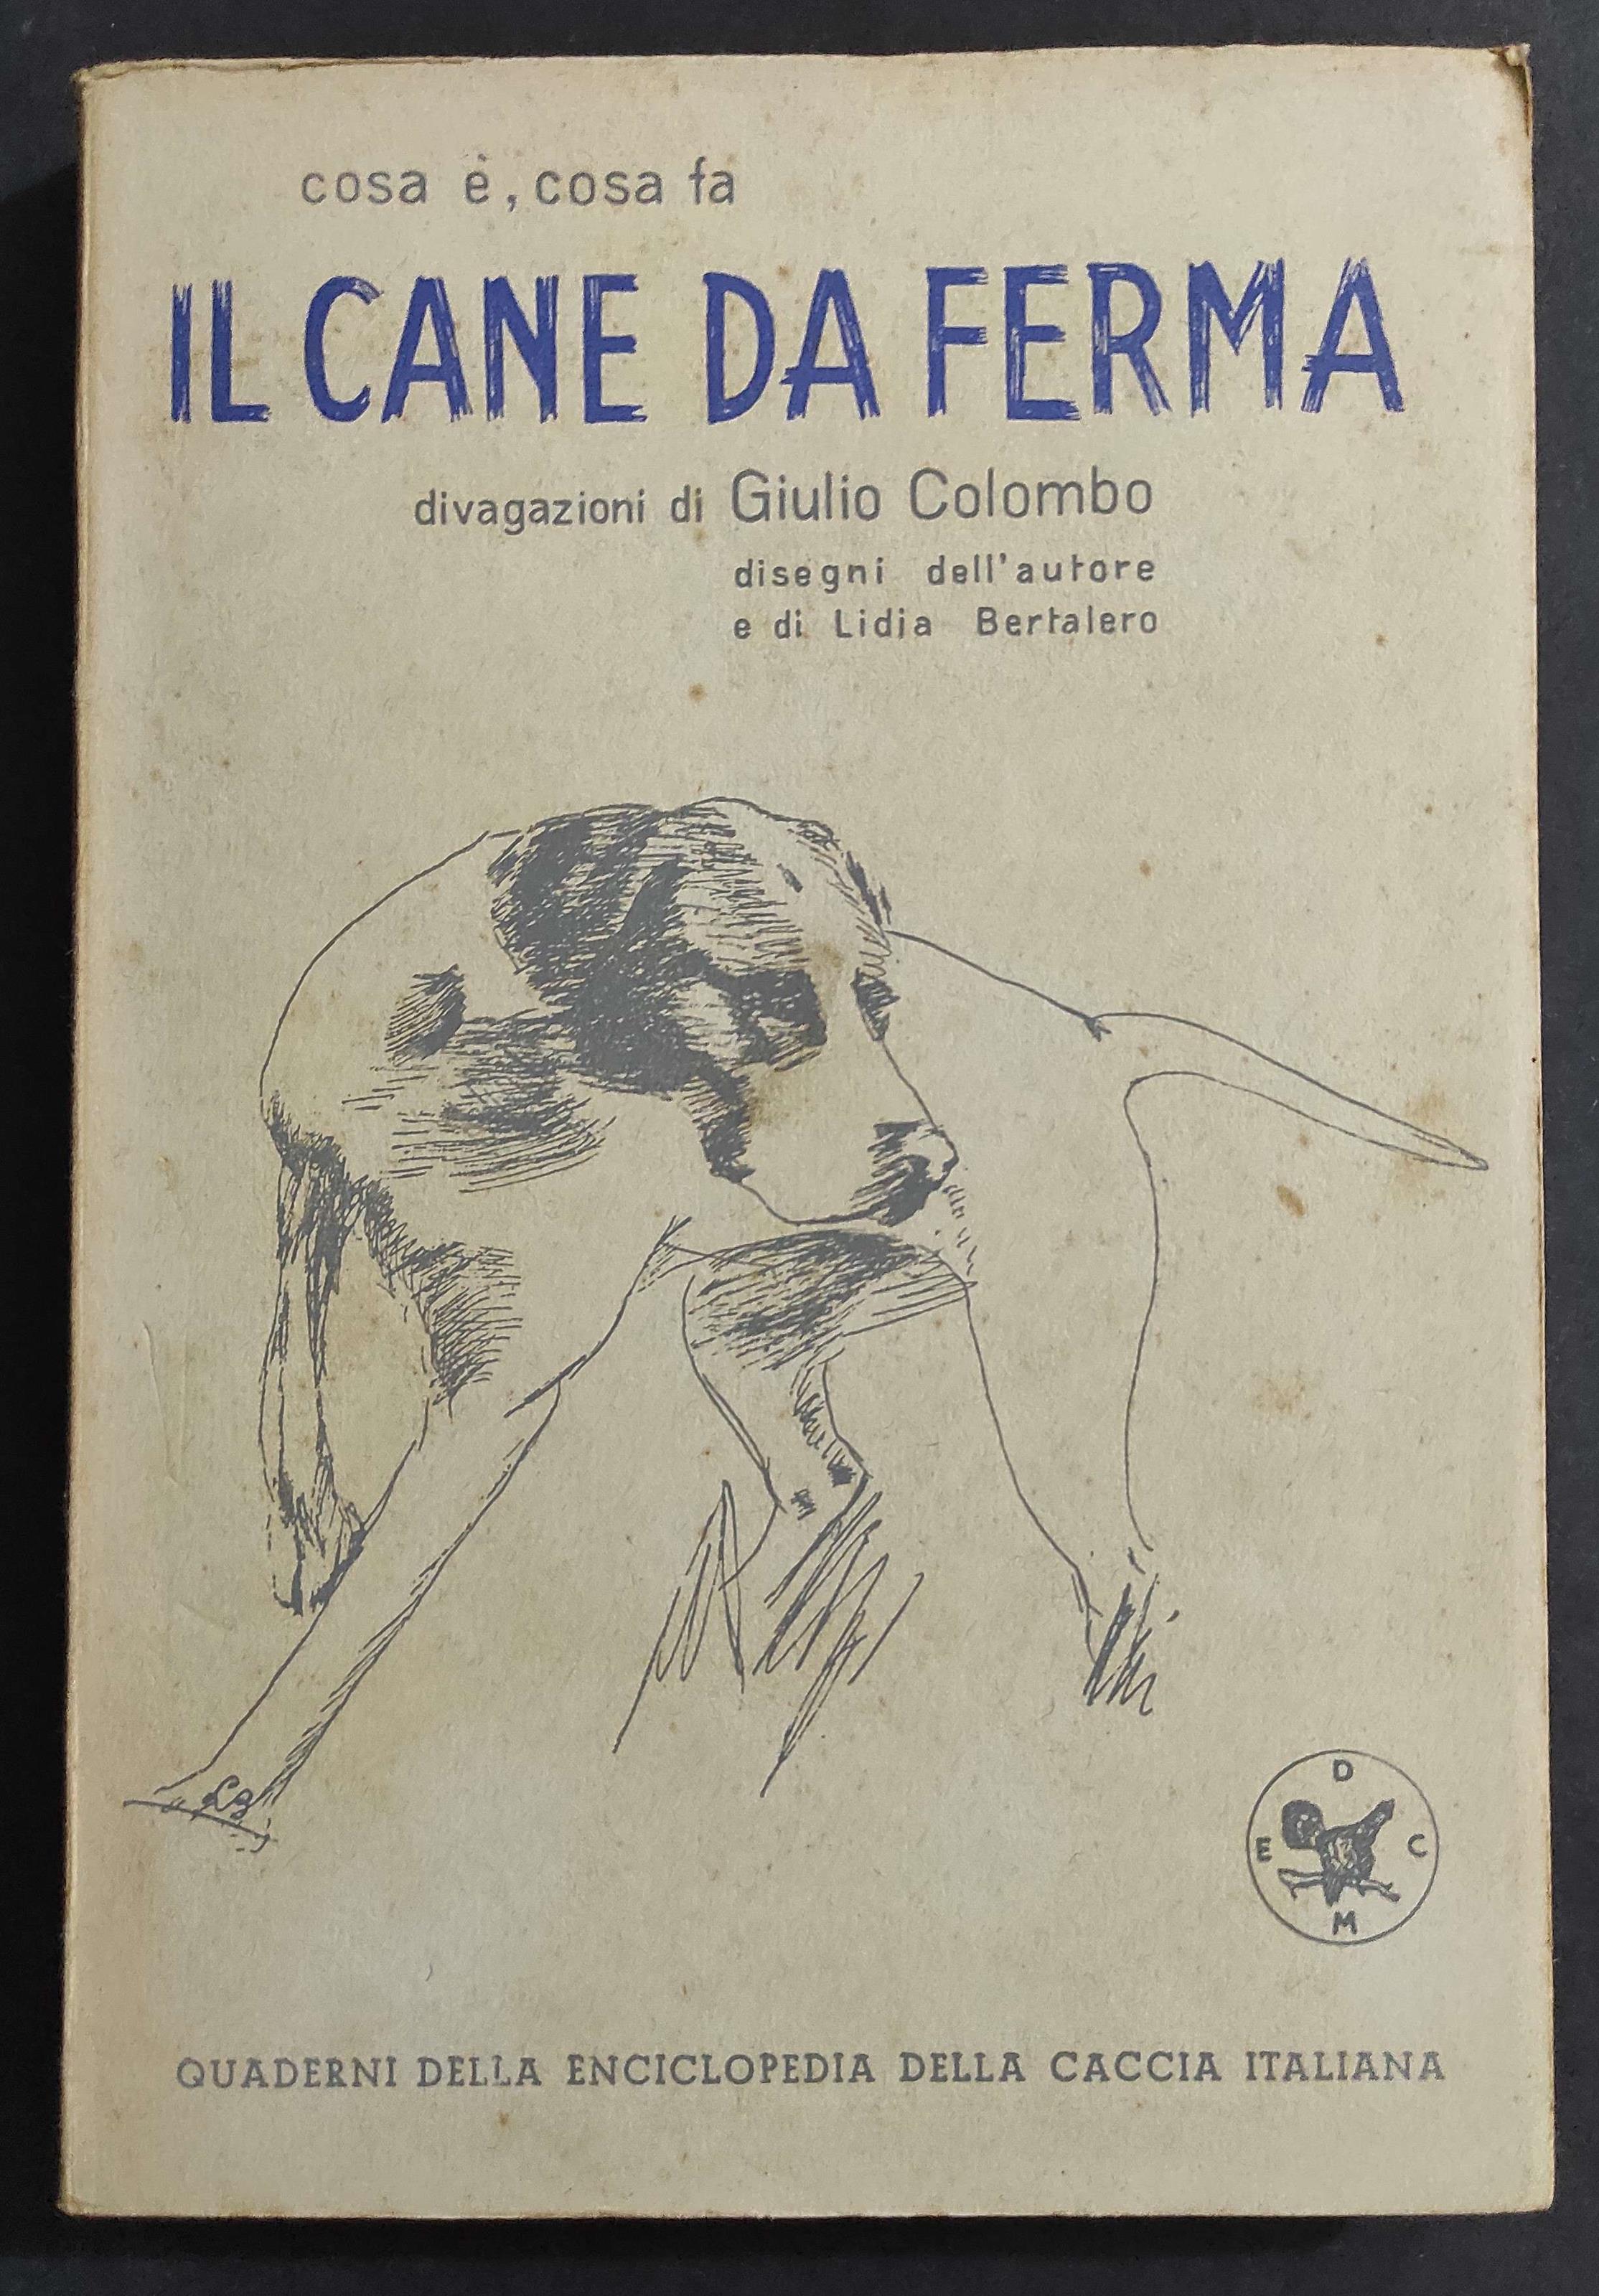 cosa è, cosa fa
IL CANE DA FERMA
divagazioni di Giulio Colombo
disegni dell'autore
e di Lidia Bertalero
LB
D
E C
M
QUADERNI DELLA ENCICLOPEDIA DELLA CACCIA ITALIANA